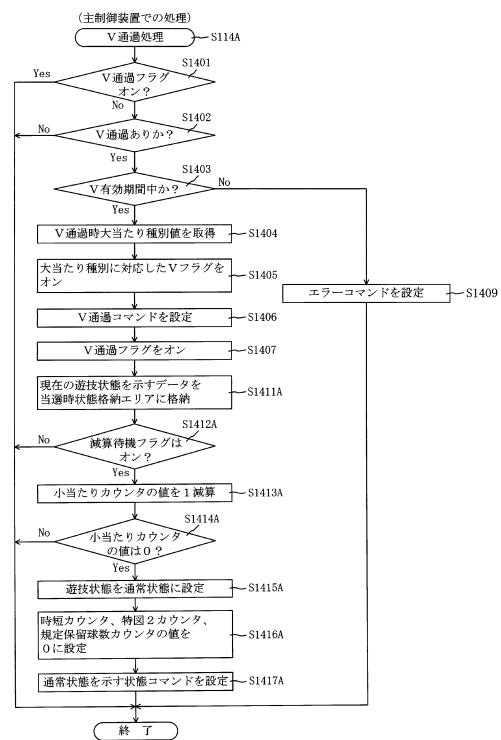 (主制御装置での処理)
V通過処理
S114A
S1401
Yes
V通過フラグ
オン?
No
S1402
No
V通過ありか?
Yes
S1403
No
V有効期間中か?
Yes
V通過時大当たり種別値を取得
S1404
大当たり種別に対応したVフラグを
オン
S1405
エラーコマンドを設定
S1409
V通過コマンドを設定
S1406
V通過フラグをオン
S1407
現在の遊技状態を示すデータを
当選時状態格納エリアに格納
S1411A
S1412A
No
減算待機フラグは
オン?
Yes
小当たりカウンタの値を1減算
S1413A
S1414A
No
小当たりカウンタ
の値は0?
Yes
遊技状態を通常状態に設定
S1415A
時短カウンタ、特図2カウンタ、
規定保留球数カウンタの値を
0に設定
S1416A
通常状態を示す状態コマンドを設定
S1417A
終 了